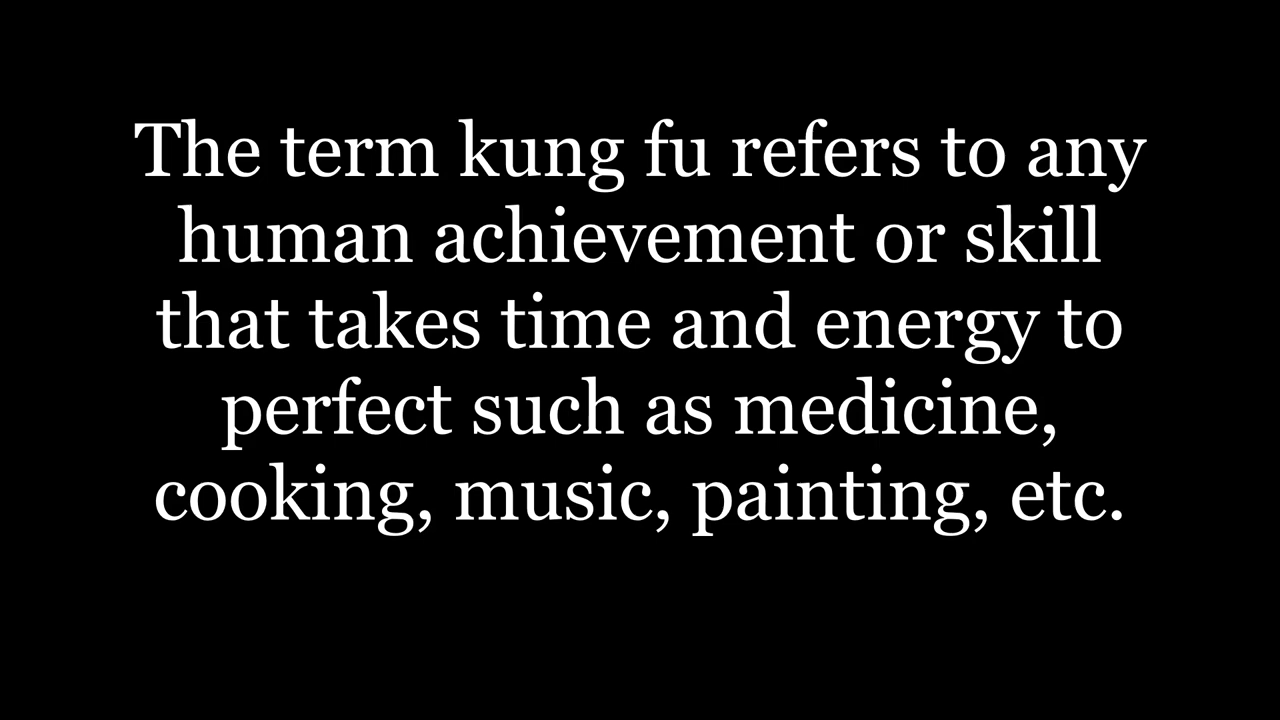 The term kung fu refers to any
human achievement or skill
that takes time and energy to
perfect such as medicine,
cooking, music, painting, etc.